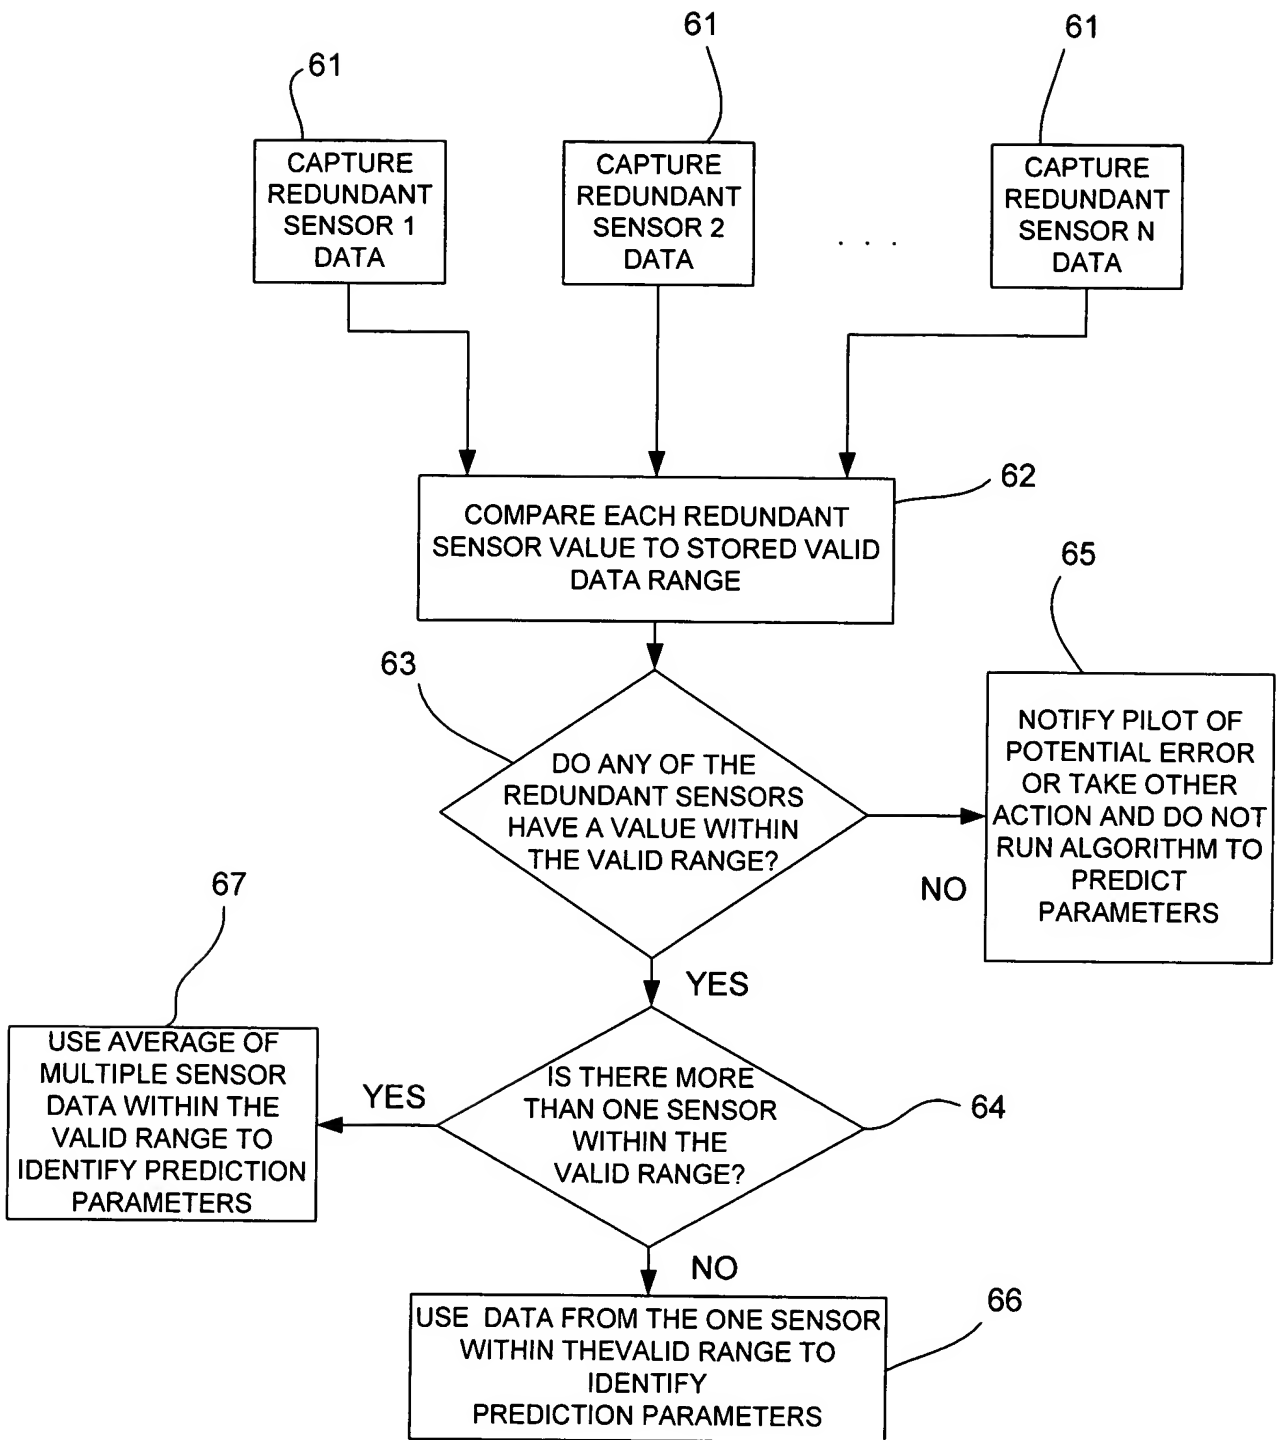 61
61
61
CAPTURE
REDUNDANT
SENSOR 1
DATA
CAPTURE
REDUNDANT
SENSOR 2
DATA
. . .
CAPTURE
REDUNDANT
SENSOR N
DATA
62
COMPARE EACH REDUNDANT
SENSOR VALUE TO STORED VALID
DATA RANGE
63
DO ANY OF THE
REDUNDANT SENSORS
HAVE A VALUE WITHIN
THE VALID RANGE?
65
NOTIFY PILOT OF
POTENTIAL ERROR
OR TAKE OTHER
ACTION AND DO NOT
RUN ALGORITHM TO
PREDICT
PARAMETERS
NO
YES
67
USE AVERAGE OF
MULTIPLE SENSOR
DATA WITHIN THE
VALID RANGE TO
IDENTIFY PREDICTION
PARAMETERS
YES
IS THERE MORE
THAN ONE SENSOR
WITHIN THE
VALID RANGE?
64
NO
66
USE DATA FROM THE ONE SENSOR
WITHIN THEVALID RANGE TO
IDENTIFY
PREDICTION PARAMETERS